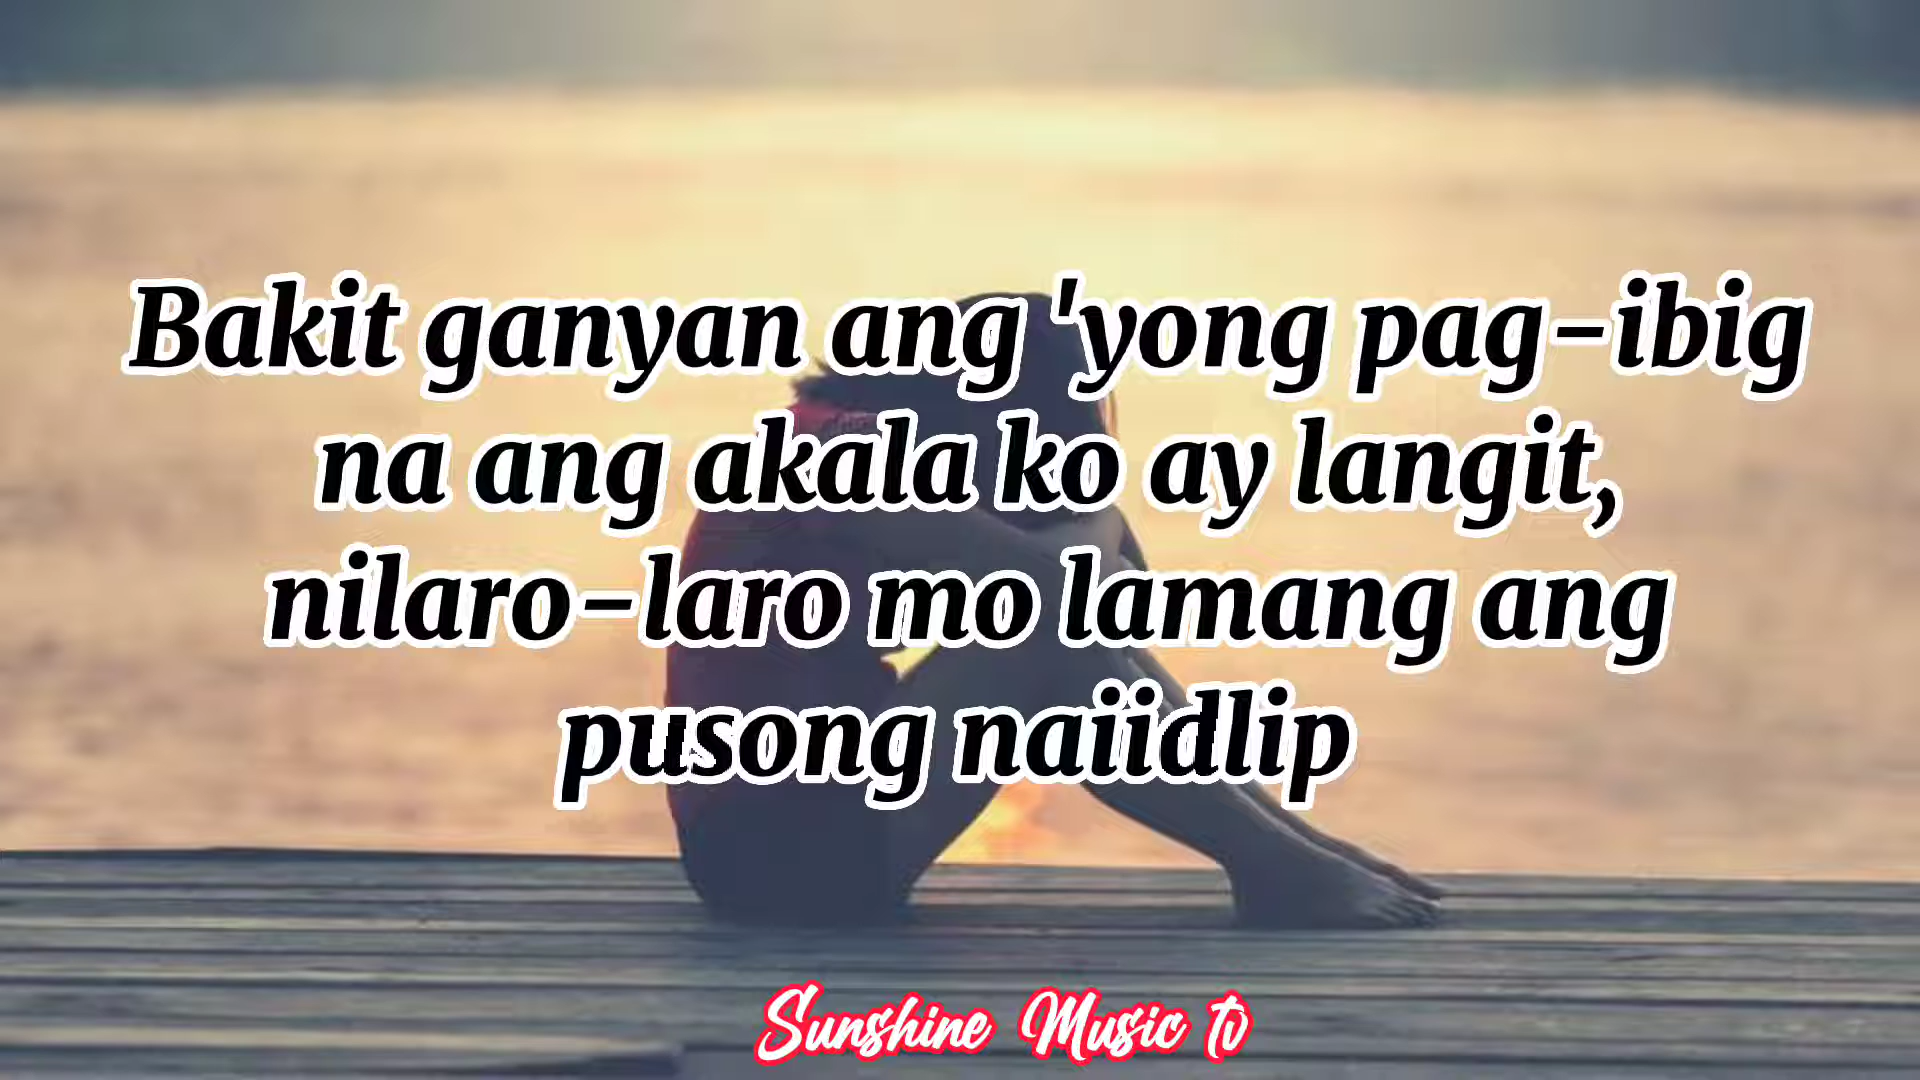 Bakit ganyan ang 'yong pag-ibig
na ang akala ko ay langit,
nilaro-laro mo lamang ang
pusong naiidlip
Sunshine Music tv